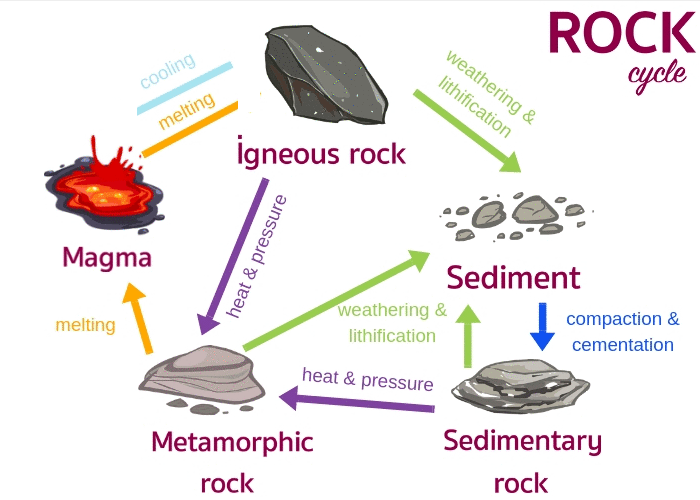 ROCK
cycle
cooling
melting
weathering &
lithification
Igneous rock
heat & pressure
Magma
Sediment
melting
weathering &
lithification
compaction &
cementation
heat & pressure
Metamorphic
rock
Sedimentary
rock